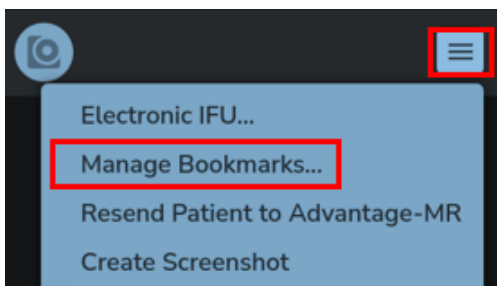 Electronic IFU...
Manage Bookmarks...
Resend Patient to Advantage-MR
Create Screenshot